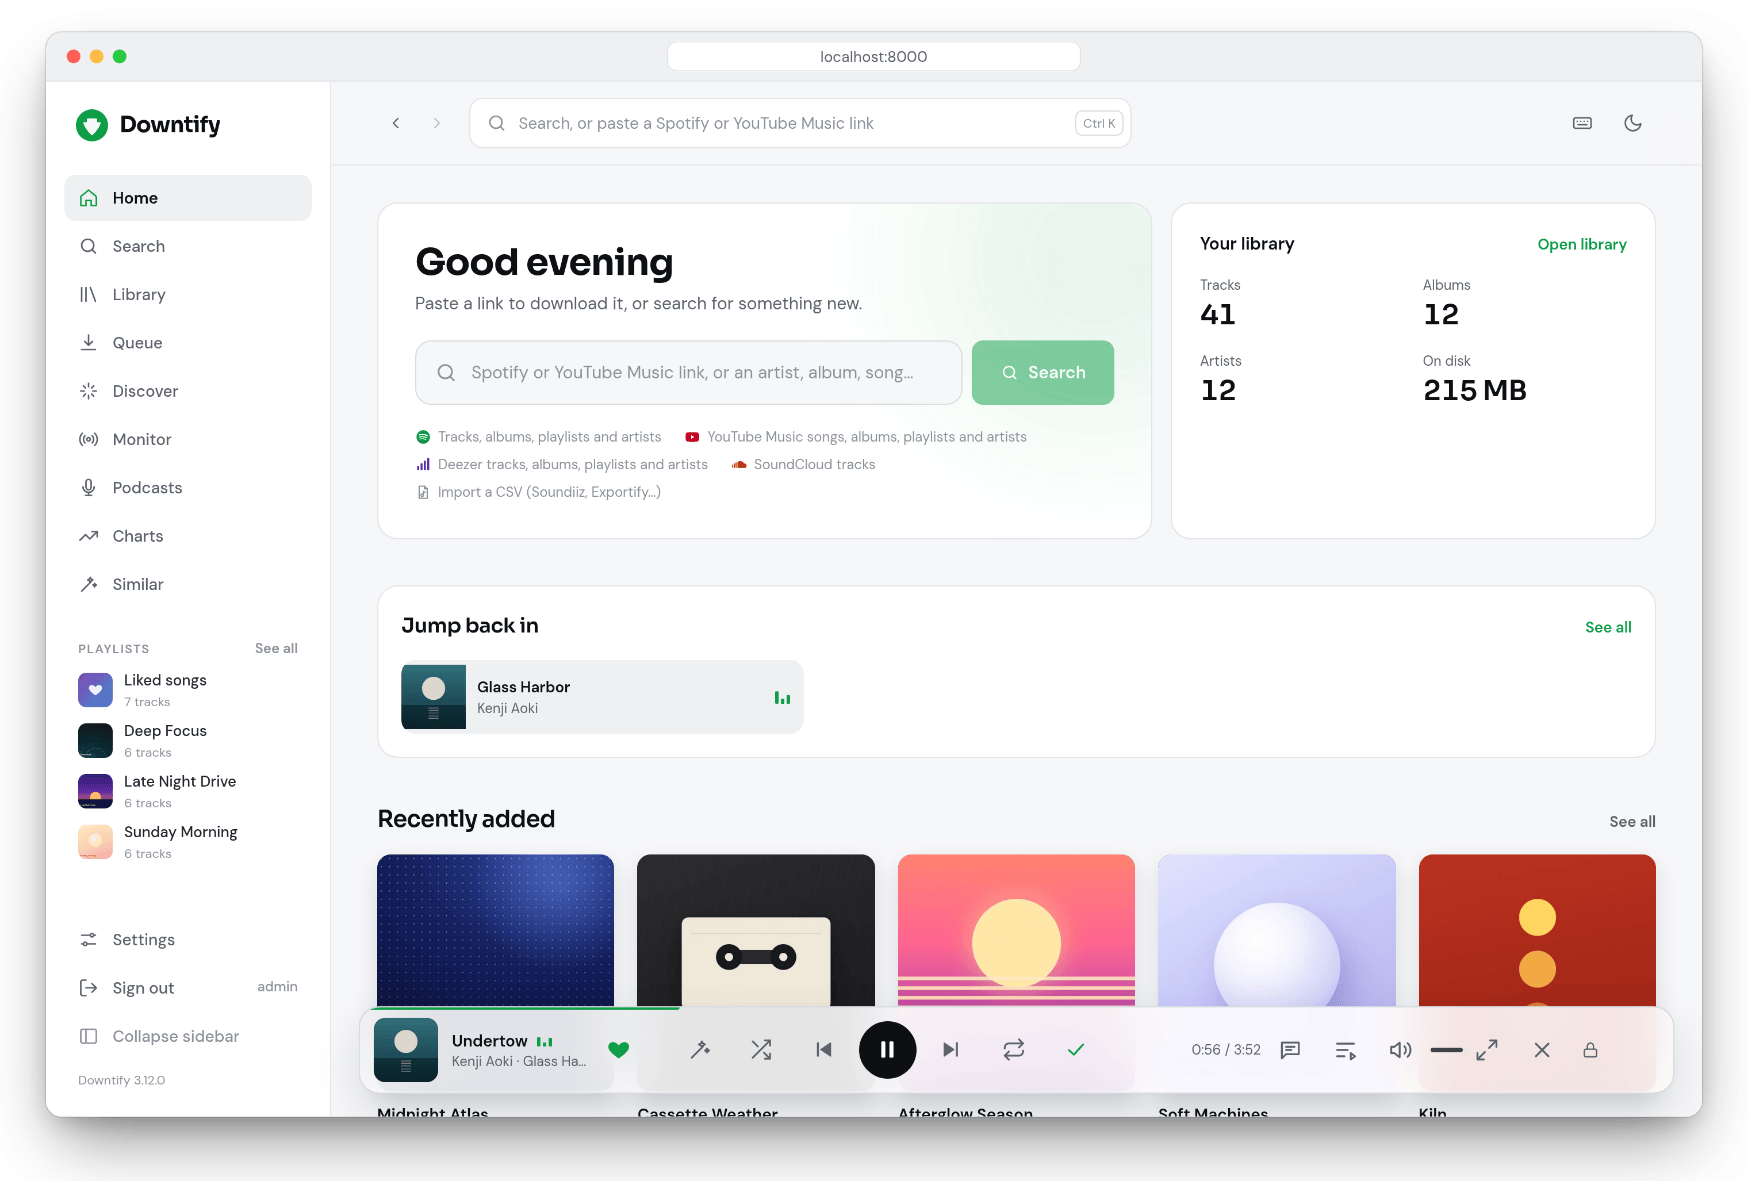 localhost:8000
Downtify
Search, or paste a Spotify or YouTube Music link
Ctrl K
Home
Search
Library
Queue
Discover
Monitor
Podcasts
Charts
Similar
PLAYLISTS
See all
Liked songs
7 tracks
Deep Focus
6 tracks
Late Night Drive
6 tracks
Sunday Morning
6 tracks
Settings
Sign out
admin
Collapse sidebar
Downtify 3.12.0
Good evening
Paste a link to download it, or search for something new.
Spotify or YouTube Music link, or an artist, album, song...
Search
Tracks, albums, playlists and artists
YouTube Music songs, albums, playlists and artists
Deezer tracks, albums, playlists and artists
SoundCloud tracks
Import a CSV (Soundiiz, Exportify...)
Your library
Open library
Tracks
41
Albums
12
Artists
12
On disk
215 MB
Jump back in
See all
Glass Harbor
Kenji Aoki
Recently added
See all
Undertow
Kenji Aoki · Glass Ha...
0:56 / 3:52
Midnight Atlas
Cassette Weather
Afterglow Season
Soft Machines
Kiln